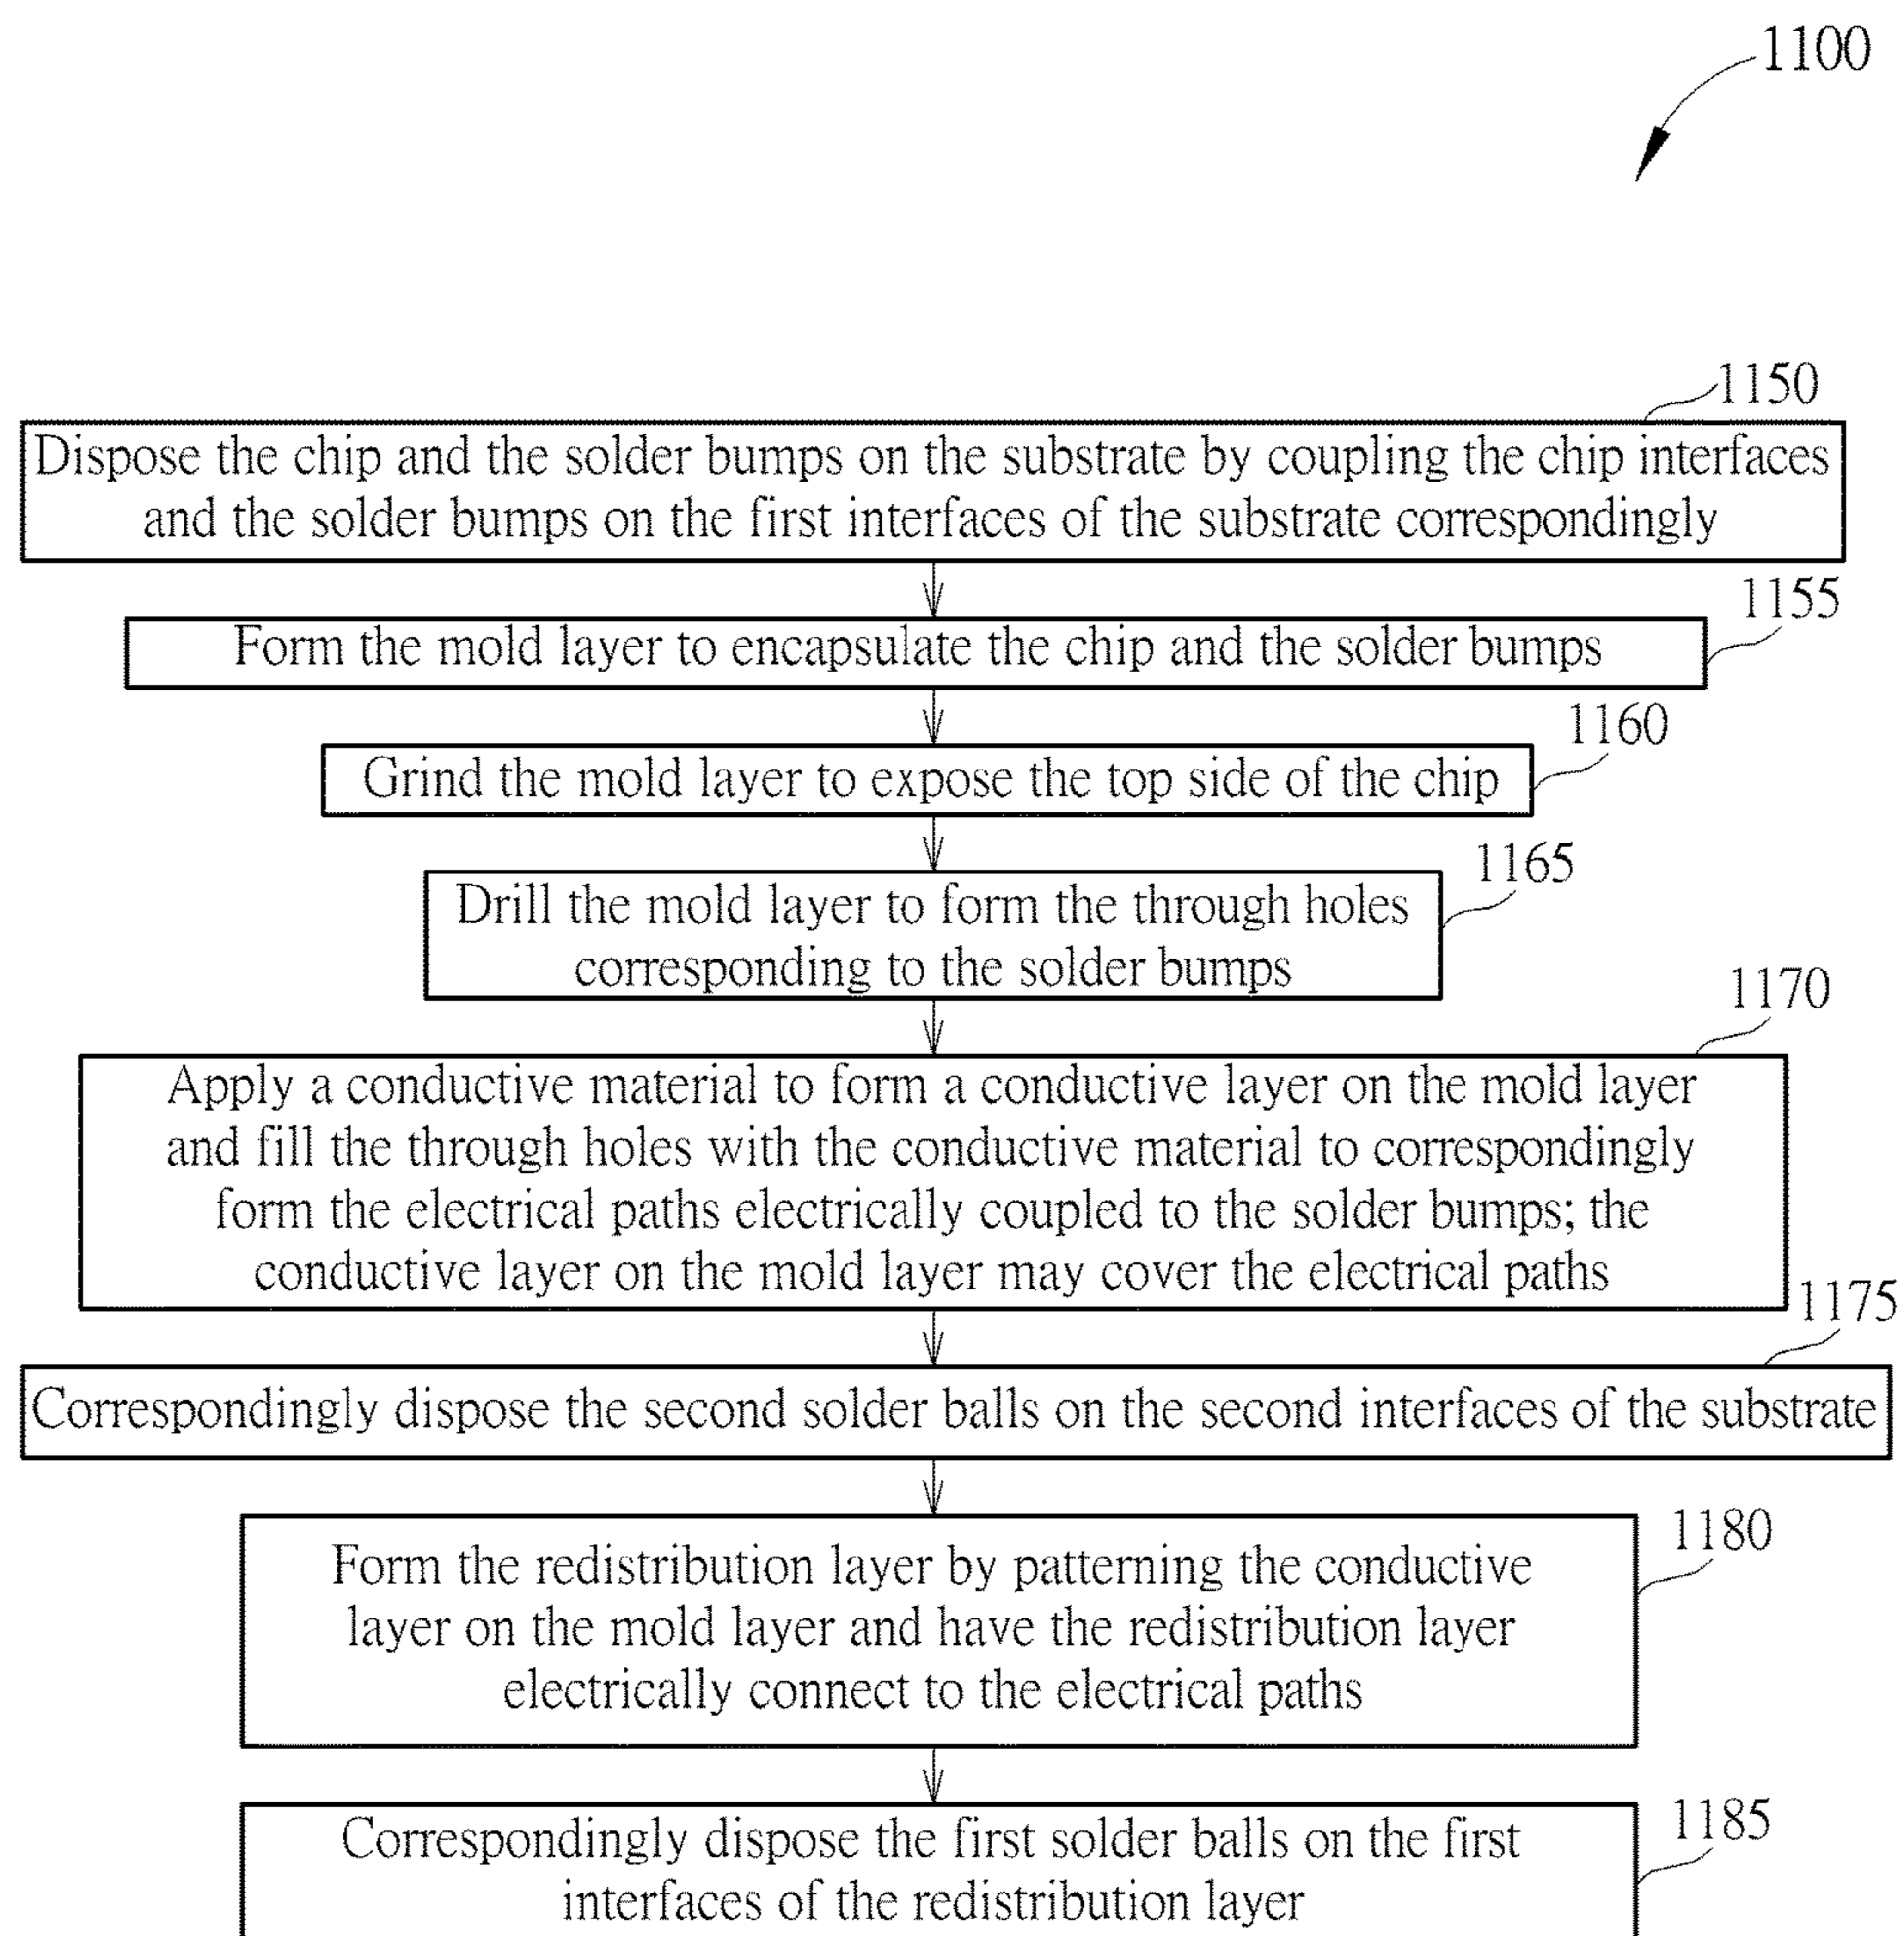 1100
1150
Dispose the chip and the solder bumps on the substrate by coupling the chip interfaces
and the solder bumps on the first interfaces of the substrate correspondingly
1155
Form the mold layer to encapsulate the chip and the solder bumps
1160
Grind the mold layer to expose the top side of the chip
1165
Drill the mold layer to form the through holes
corresponding to the solder bumps
1170
Apply a conductive material to form a conductive layer on the mold layer
and fill the through holes with the conductive material to correspondingly
form the electrical paths electrically coupled to the solder bumps; the
conductive layer on the mold layer may cover the electrical paths
1175
Correspondingly dispose the second solder balls on the second interfaces of the substrate
1180
Form the redistribution layer by patterning the conductive
layer on the mold layer and have the redistribution layer
electrically connect to the electrical paths
1185
Correspondingly dispose the first solder balls on the first
interfaces of the redistribution layer